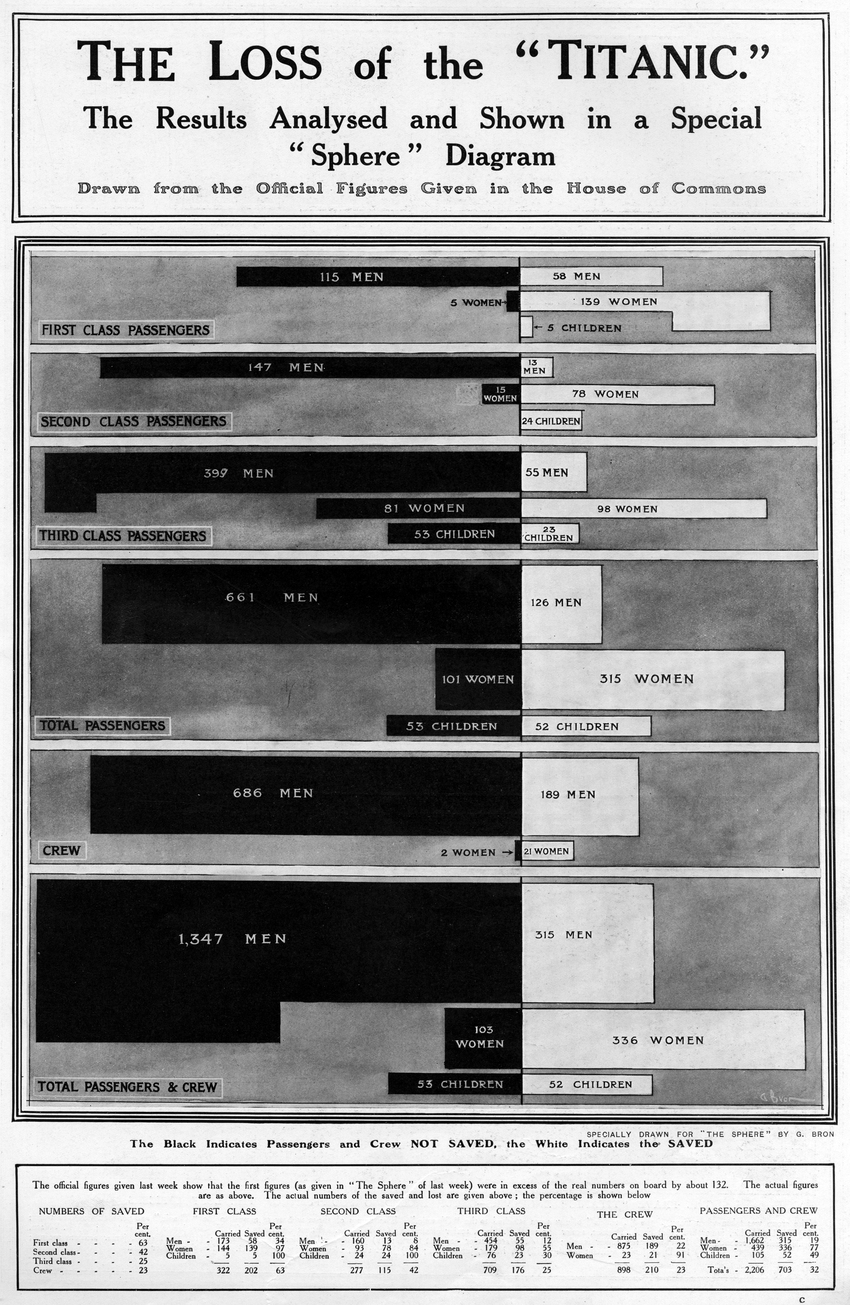 THE LOSS of the "TITANIC."
The Results Analysed and Shown in a Special
"Sphere" Diagram
Drawn from the Official Figures Given in the House of Commons
115 MEN
58 MEN
5 WOMEN
139 WOMEN
5 CHILDREN
FIRST CLASS PASSENGERS
147 MEN
13
MEN
15
WOMEN
78 WOMEN
24 CHILDREN
SECOND CLASS PASSENGERS
399 MEN
55 MEN
81 WOMEN
98 WOMEN
53 CHILDREN
23
CHILDREN
THIRD CLASS PASSENGERS
661 MEN
126 MEN
101 WOMEN
315 WOMEN
53 CHILDREN
52 CHILDREN
TOTAL PASSENGERS
686 MEN
189 MEN
2 WOMEN
21 WOMEN
CREW
1,347 MEN
315 MEN
103
WOMEN
336 WOMEN
53 CHILDREN
52 CHILDREN
TOTAL PASSENGERS & CREW
G. Bron
SPECIALLY DRAWN FOR "THE SPHERE" BY G. BRON
The Black Indicates Passengers and Crew NOT SAVED, the White Indicates the SAVED
The official figures given last week show that the first figures (as given in "The Sphere" of last week) were in excess of the real numbers on board by about 132. The actual figures
are as above. The actual numbers of the saved and lost are given above; the percentage is shown below
NUMBERS OF SAVED
Per
cent.
First class - - - - 63
Second class - - - - 42
Third class - - - - 25
Crew - - - - - 23
FIRST CLASS
Per
Carried Saved cent.
Men - - 173 58 34
Women - 144 139 97
Children - 5 5 100
322 202 63
SECOND CLASS
Per
Carried Saved cent.
Men - - 160 13 8
Women - 93 78 84
Children - 24 24 100
277 115 42
THIRD CLASS
Per
Carried Saved cent.
Men - - 454 55 12
Women - 179 98 55
Children - 76 23 30
709 176 25
THE CREW
Per
Carried Saved cent.
Men - - 875 189 22
Women - 23 21 91
898 210 23
PASSENGERS AND CREW
Per
Carried Saved cent.
Men - - 1,662 315 19
Women - 439 336 77
Children - 105 52 49
Tota's - 2,206 703 32
C